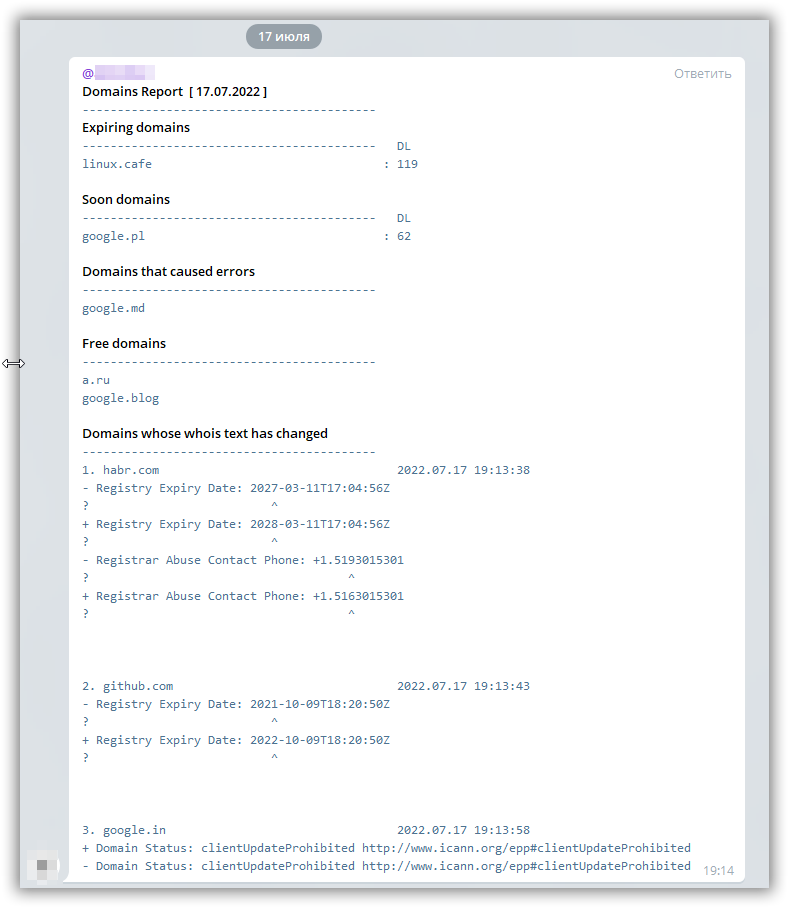 17 июля
@
Ответить
Domains Report [ 17.07.2022 ]
------------------------------------------
Expiring domains
------------------------------------------   DL
linux.cafe                                 : 119
Soon domains
------------------------------------------   DL
google.pl                                  : 62
Domains that caused errors
------------------------------------------
google.md
Free domains
------------------------------------------
a.ru
google.blog
Domains whose whois text has changed
------------------------------------------
1. habr.com                                  2022.07.17 19:13:38
- Registry Expiry Date: 2027-03-11T17:04:56Z
?                          ^
+ Registry Expiry Date: 2028-03-11T17:04:56Z
?                          ^
- Registrar Abuse Contact Phone: +1.5193015301
?                                     ^
+ Registrar Abuse Contact Phone: +1.5163015301
?                                     ^
2. github.com                                2022.07.17 19:13:43
- Registry Expiry Date: 2021-10-09T18:20:50Z
?                          ^
+ Registry Expiry Date: 2022-10-09T18:20:50Z
?                          ^
3. google.in                                 2022.07.17 19:13:58
+ Domain Status: clientUpdateProhibited http://www.icann.org/epp#clientUpdateProhibited
- Domain Status: clientUpdateProhibited http://www.icann.org/epp#clientUpdateProhibited
19:14